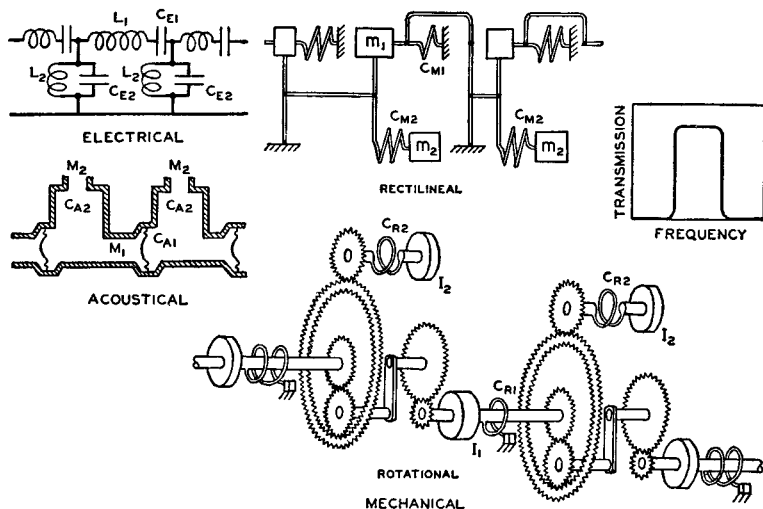 L1 CE1
L2 CE2 L2 CE2
ELECTRICAL
M2 M2
CA2 CA2
M1 CA1
ACOUSTICAL
m1
CM1
CM2 CM2
m2 m2
RECTILINEAL
TRANSMISSION
FREQUENCY
CR2
I2
CR2
I2
CR1
I1
ROTATIONAL
MECHANICAL